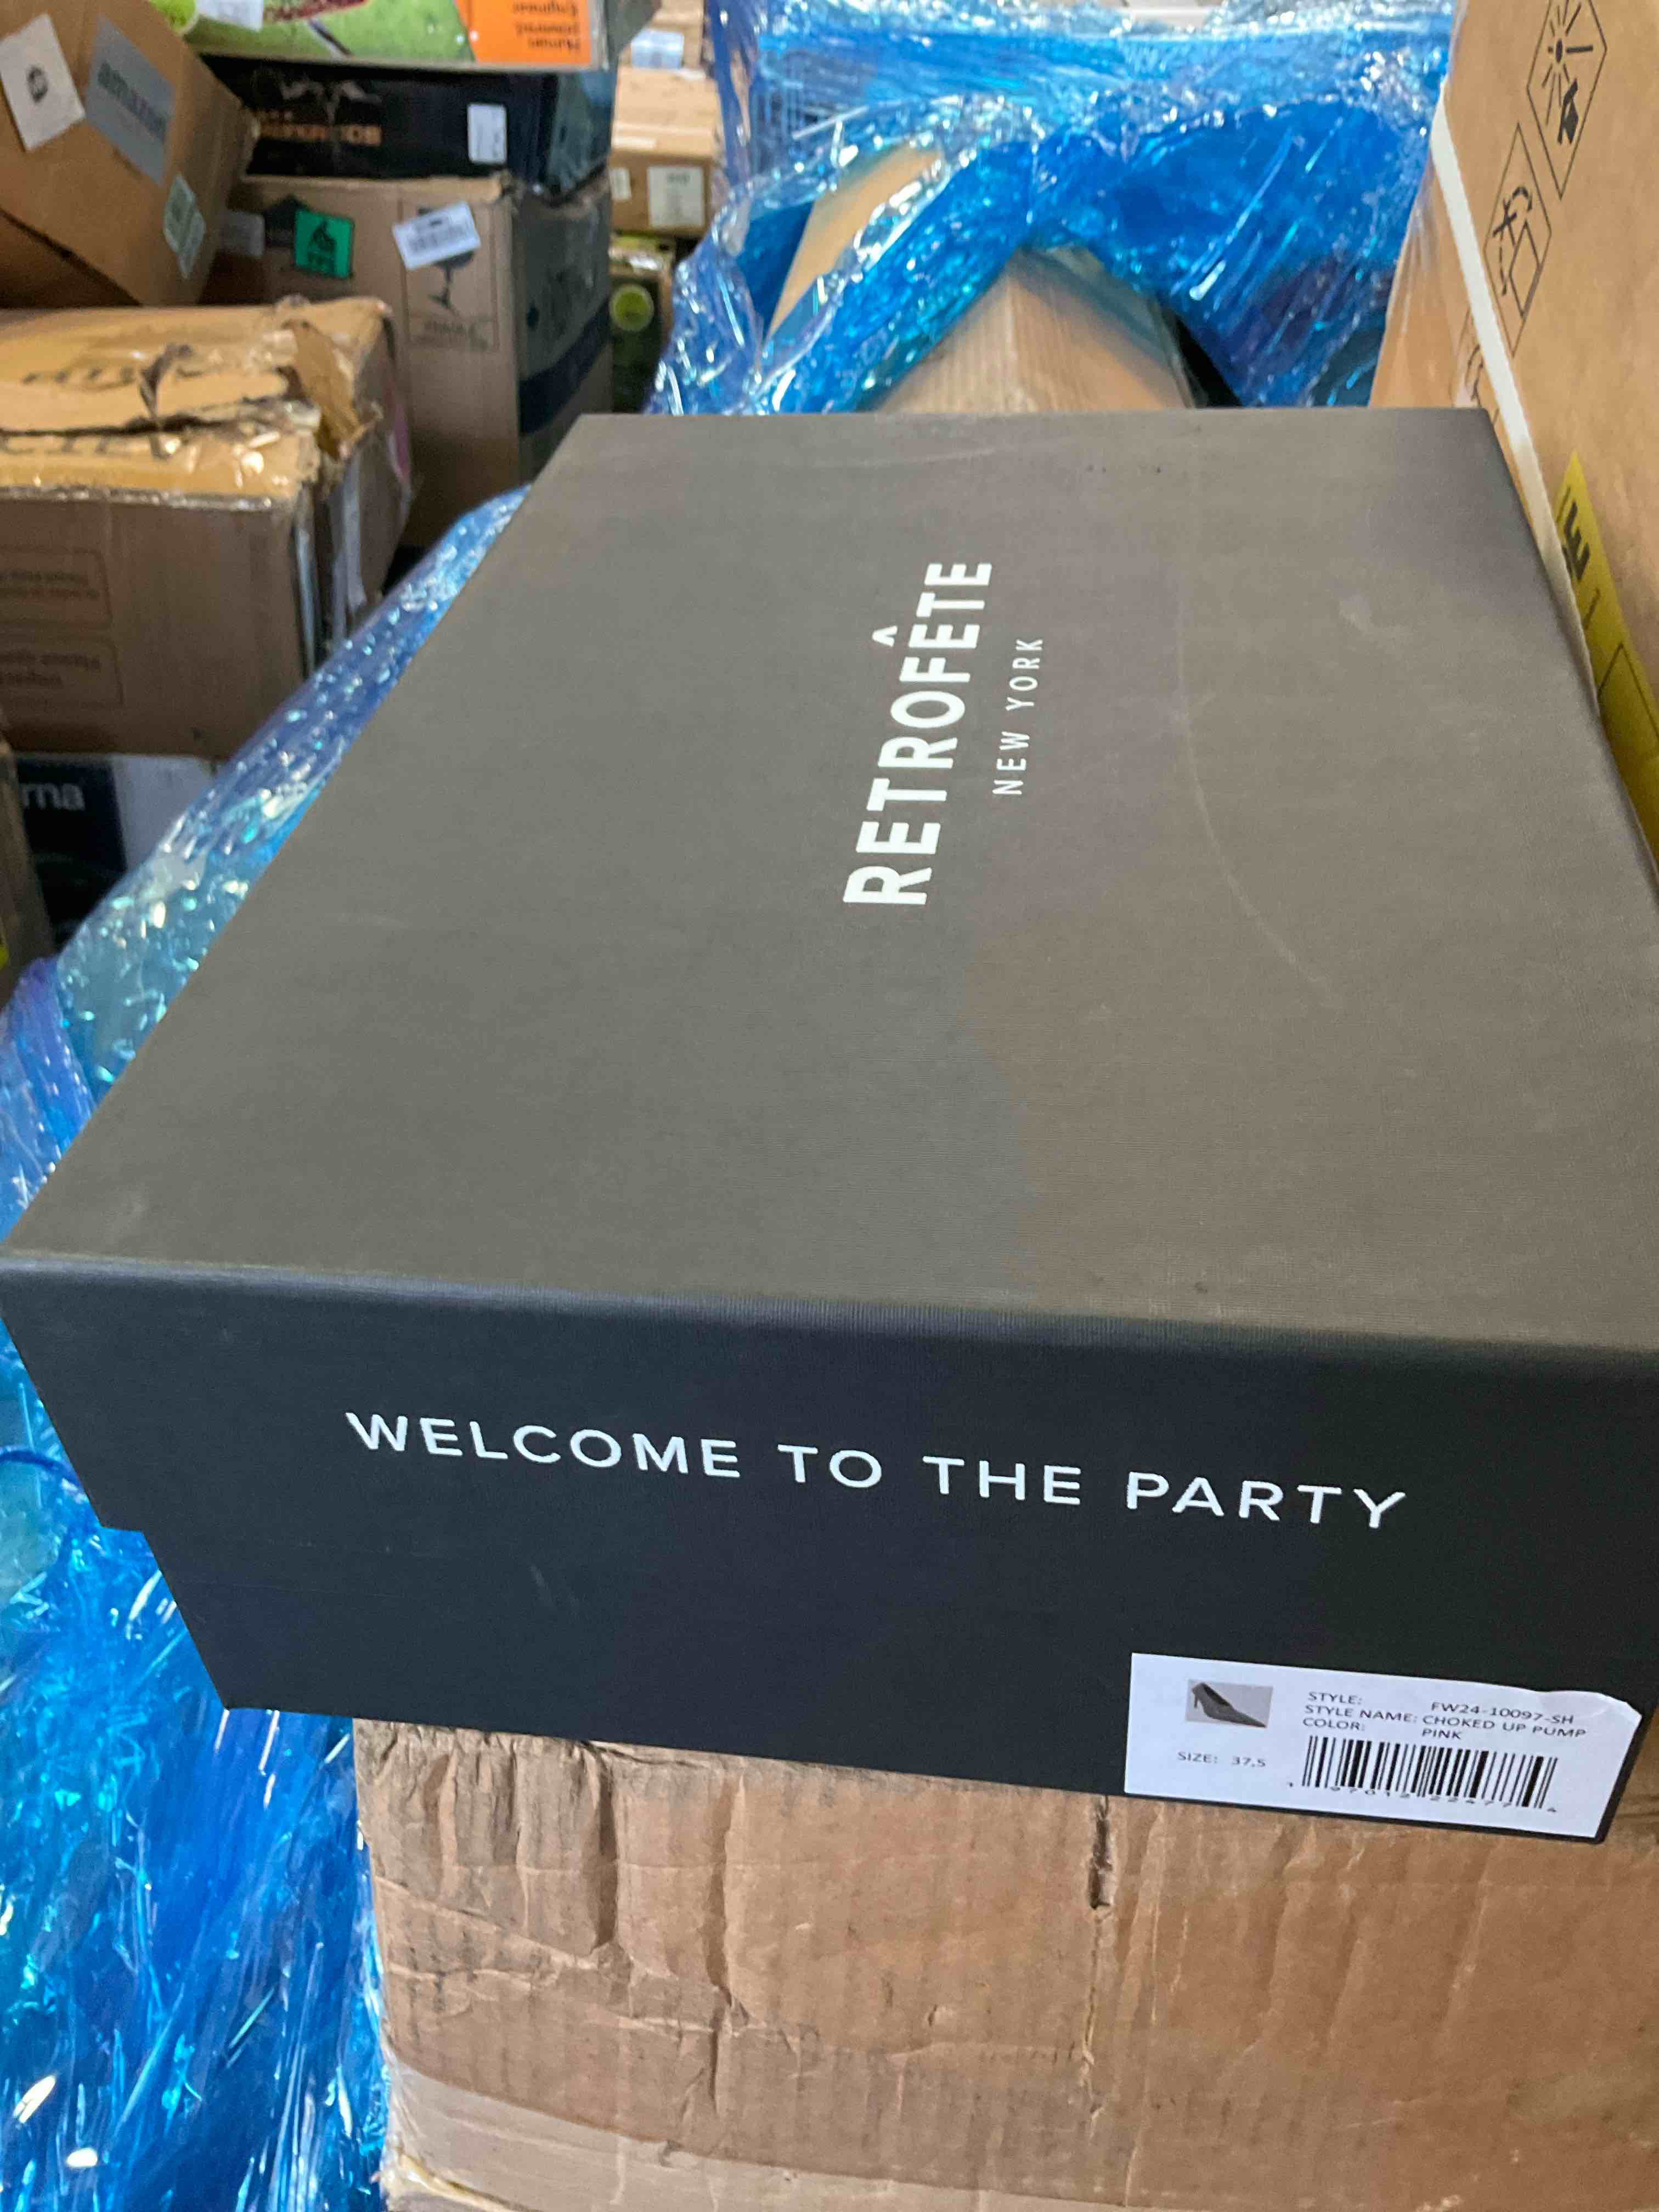 RETROFÊTE
NEW YORK
WELCOME TO THE PARTY
STYLE: FW24-10097-SH
STYLE NAME: CHOKED UP PUMP
COLOR: PINK
SIZE: 37,5